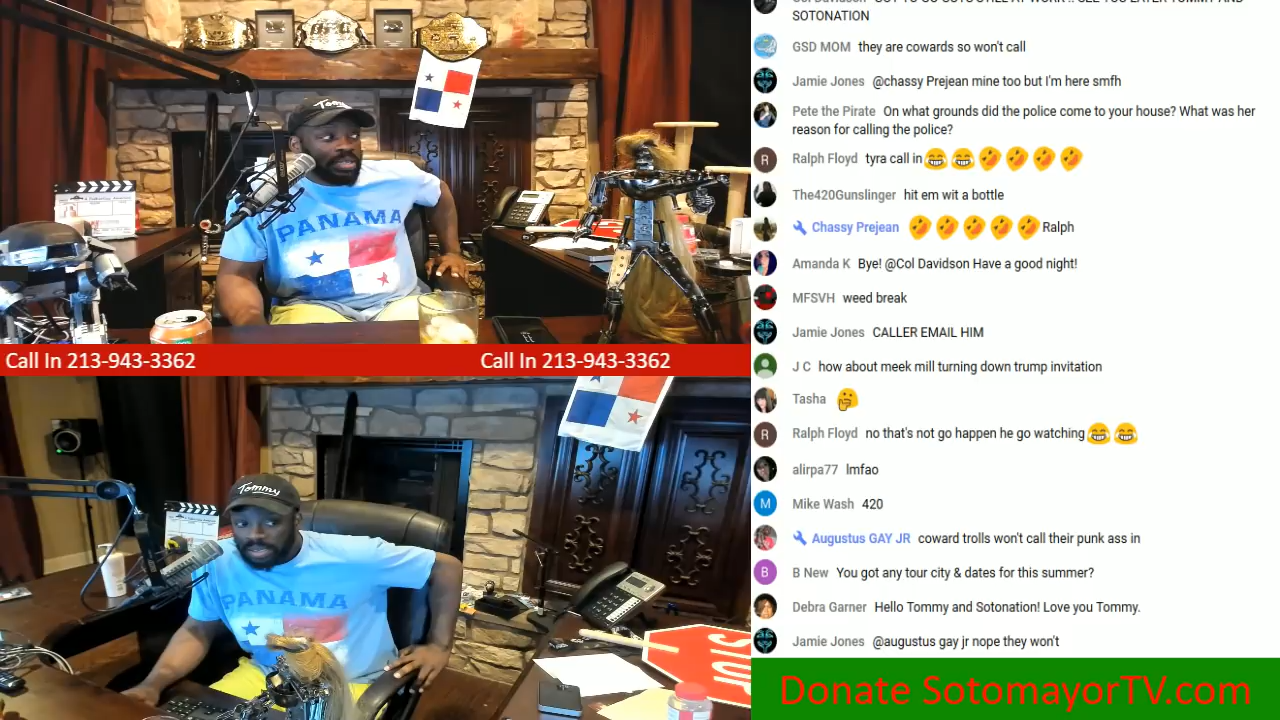 SOTONATION
GSD MOM they are cowards so won't call
Jamie Jones @chassy Prejean mine too but I'm here smfh
Pete the Pirate On what grounds did the police come to your house? What was her
reason for calling the police?
Ralph Floyd tyra call in
The420Gunslinger hit em wit a bottle
Chassy Prejean Ralph
Amanda K Bye! @Col Davidson Have a good night!
MFSVH weed break
Jamie Jones CALLER EMAIL HIM
J C how about meek mill turning down trump invitation
Tasha
Ralph Floyd no that's not go happen he go watching
alirpa77 lmfao
Mike Wash 420
Augustus GAY JR coward trolls won't call their punk ass in
B New You got any tour city & dates for this summer?
Debra Garner Hello Tommy and Sotonation! Love you Tommy.
Jamie Jones @augustus gay jr nope they won't
R
R
M
B
Donate SotomayorTV.com
Tommy
PANAMA
Call In 213-943-3362 Call In 213-943-3362
Tommy
PANAMA